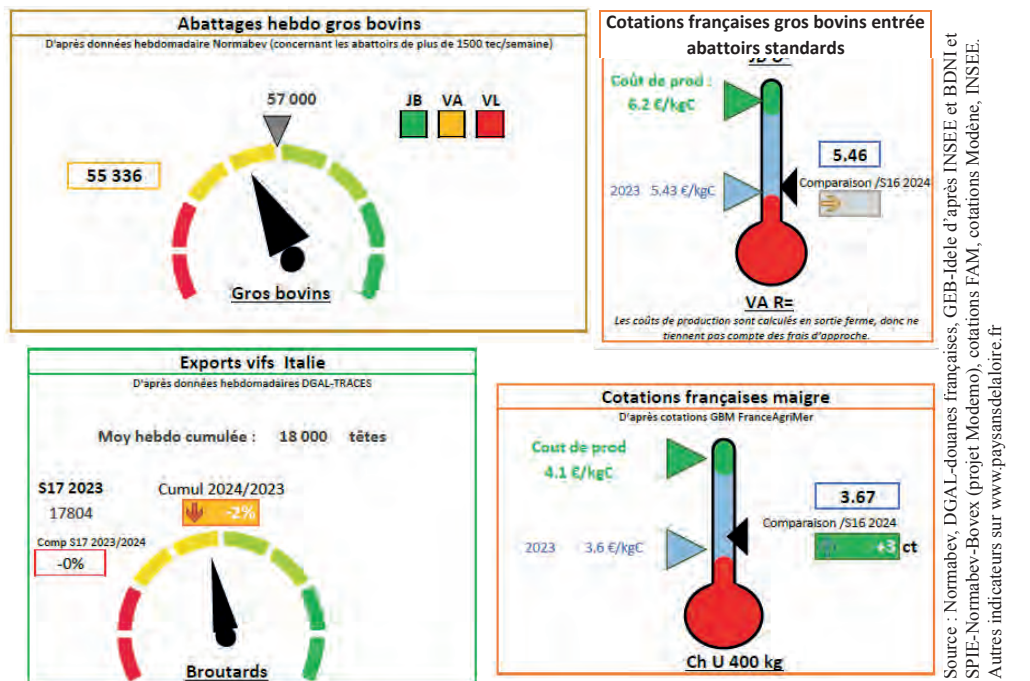 Abattages hebdo gros bovins
D'après données hebdomadaire Normabev (concernant les abattoirs de plus de 1500 tec/semaine)
57 000
JB VA VL
55 336
Gros bovins
Cotations françaises gros bovins entrée
abattoirs standards
Coût de prod :
6.2 €/kgC
5.46
Comparaison /S16 2024
2023 5.43 €/kgC
VA R=
Les coûts de production sont calculés en sortie ferme, donc ne
tiennent pas compte des frais d'approche.
Exports vifs Italie
D'après données hebdomadaires DGAL-TRACES
Moy hebdo cumulée : 18 000 têtes
S17 2023
17804
Cumul 2024/2023
-2%
Comp S17 2023/2024
-0%
Broutards
Cotations françaises maigre
D'après cotations GBM FranceAgriMer
Cout de prod
4.1 €/kgC
3.67
Comparaison /S16 2024
+3 ct
2023 3.6 €/kgC
Ch U 400 kg
Source : Normabev, DGAL-douanes françaises, GEB-Idele d'après INSEE et BDNI et
SPIE-Normabev-Bovex (projet Modemo), cotations FAM, cotations Modène, INSEE.
Autres indicateurs sur www.paysansdelaloire.fr